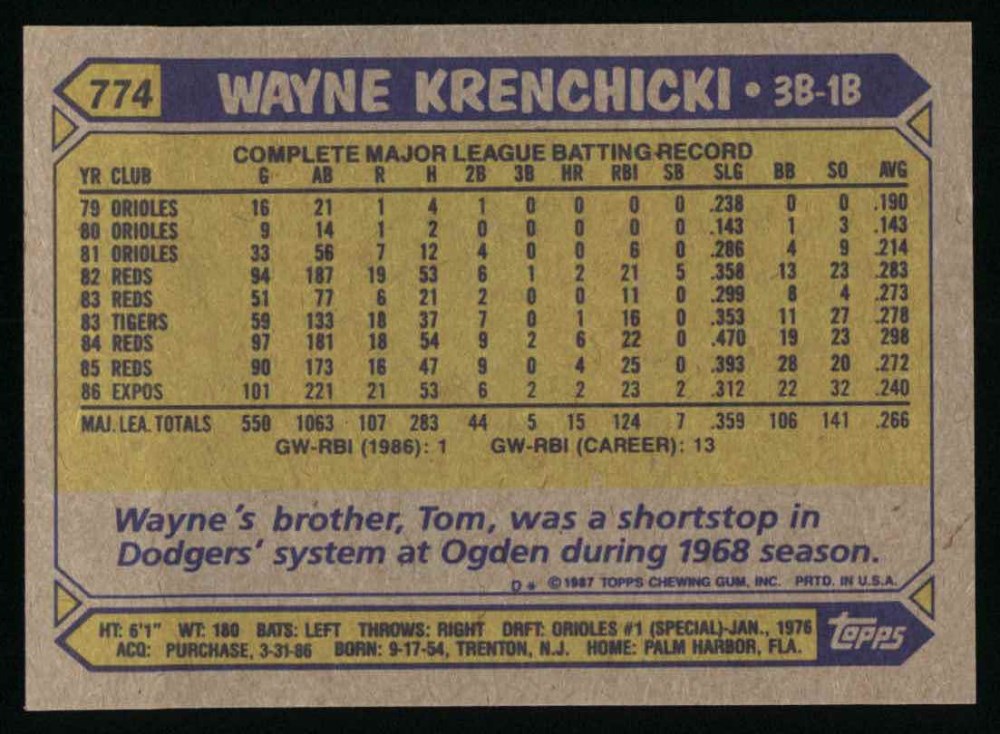 774 WAYNE KRENCHICKI • 3B-1B
COMPLETE MAJOR LEAGUE BATTING RECORD
YR CLUB G AB R H 2B 3B HR RBI SB SLG BB SO AVG
79 ORIOLES 16 21 1 4 1 0 0 0 0 .238 0 0 .190
80 ORIOLES 9 14 1 2 0 0 0 0 0 .143 1 3 .143
81 ORIOLES 33 56 7 12 4 0 0 6 0 .286 4 9 .214
82 REDS 94 187 19 53 6 1 2 21 5 .358 13 23 .283
83 REDS 51 77 6 21 2 0 0 11 0 .299 8 4 .273
83 TIGERS 59 133 18 37 7 0 1 16 0 .353 11 27 .278
84 REDS 97 181 18 54 9 2 6 22 0 .470 19 23 .298
85 REDS 90 173 16 47 9 0 4 25 0 .393 28 20 .272
86 EXPOS 101 221 21 53 6 2 2 23 2 .312 22 32 .240
MAJ. LEA. TOTALS 550 1063 107 283 44 5 15 124 7 .359 106 141 .266
GW-RBI (1986): 1 GW-RBI (CAREER): 13
Wayne's brother, Tom, was a shortstop in
Dodgers' system at Ogden during 1968 season.
D* ©1987 TOPPS CHEWING GUM, INC. PRTD. IN U.S.A.
HT: 6'1" WT: 180 BATS: LEFT THROWS: RIGHT DRFT: ORIOLES #1 (SPECIAL)-JAN., 1976
ACQ: PURCHASE, 3-31-86 BORN: 9-17-54, TRENTON, N.J. HOME: PALM HARBOR, FLA.
topps